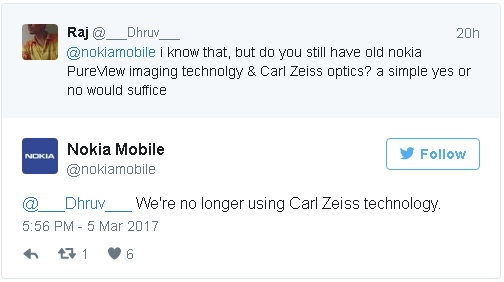 Raj @___Dhruv___ 20h
@nokiamobile i know that, but do you still have old nokia
PureView imaging technolgy & Carl Zeiss optics? a simple yes or
no would suffice
NOKIA
Nokia Mobile
@nokiamobile
Follow
@___Dhruv___ We're no longer using Carl Zeiss technology.
5:56 PM - 5 Mar 2017
1 6